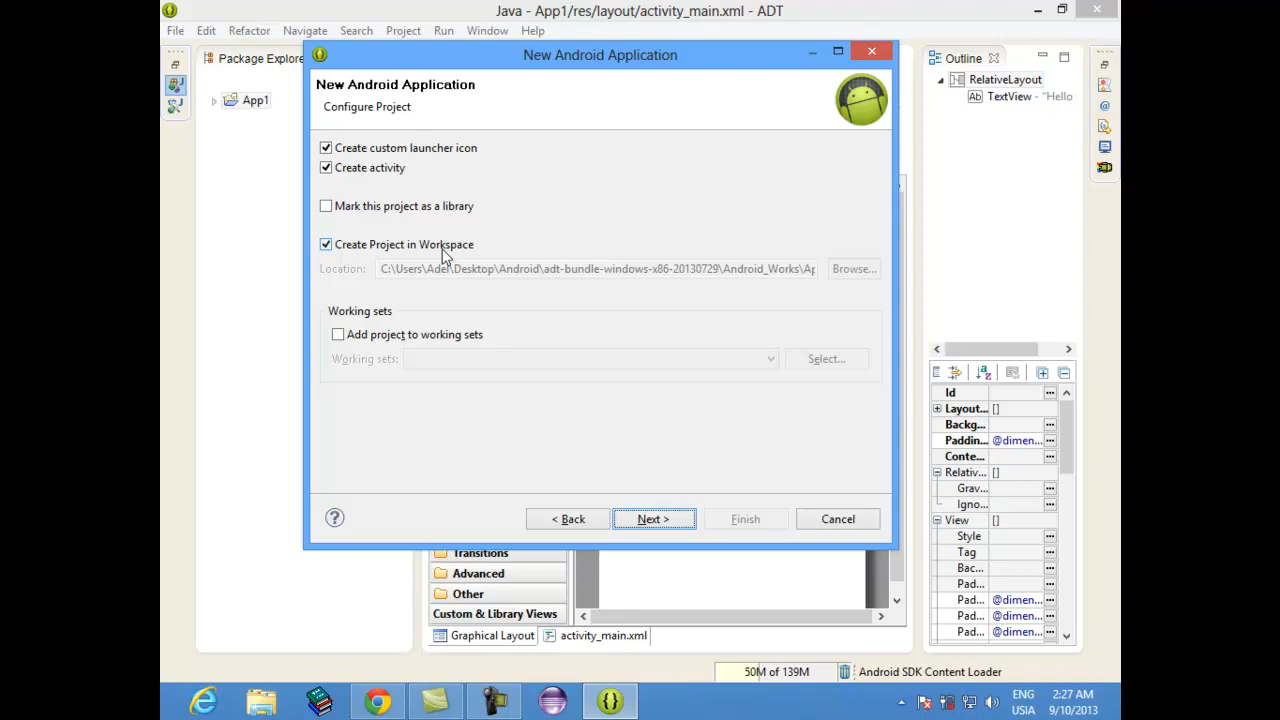 Java - App1/res/layout/activity_main.xml - ADT
File Edit Refactor Navigate Search Project Run Window Help
Package Explore
App1
New Android Application
New Android Application
Configure Project
Create custom launcher icon
Create activity
Mark this project as a library
Create Project in Workspace
Location: C:\Users\Adel\Desktop\Android\adt-bundle-windows-x86-20130729\Android_Works\Ap Browse...
Working sets
Add project to working sets
Working sets: Select...
< Back Next > Finish Cancel
Outline
RelativeLayout
Ab TextView - "Hello
Id
Layout... []
Backg...
Paddin... @dimen...
Conte...
Relativ... []
Grav...
Igno...
View []
Style
Tag
Bac...
Pad...
Pad... @dimen...
Pad... @dimen...
Pad... @dimen...
Transitions
Advanced
Other
Custom & Library Views
Graphical Layout activity_main.xml
50M of 139M Android SDK Content Loader
ENG 2:27 AM
USIA 9/10/2013